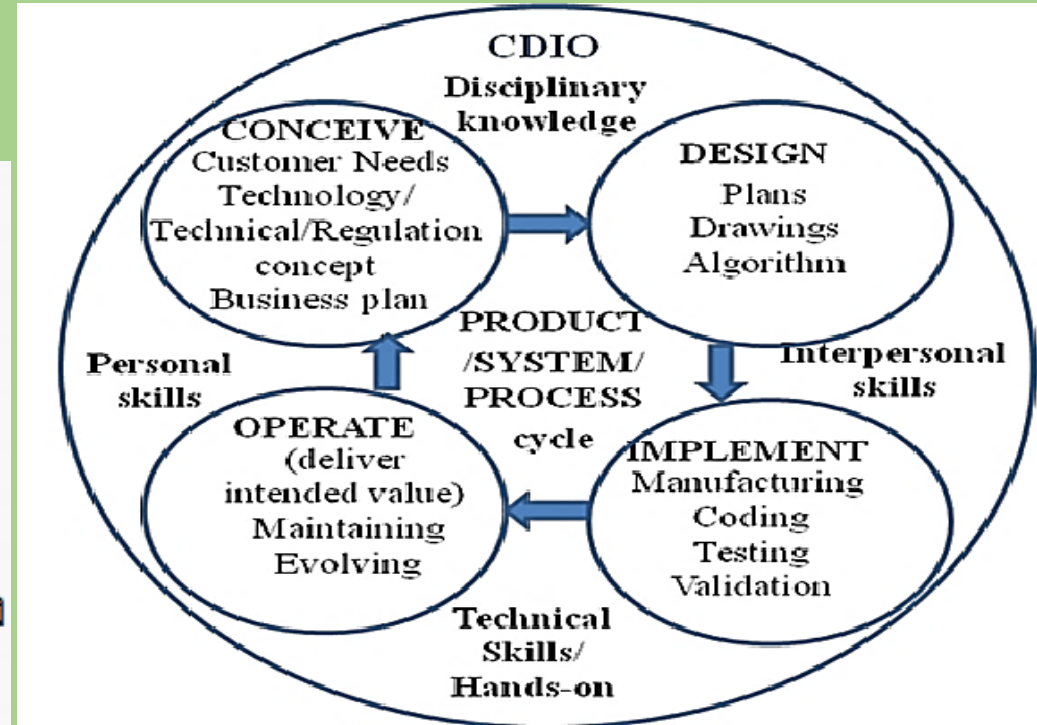 CDIO
Disciplinary
knowledge
CONCEIVE
Customer Needs
Technology/
Technical/Regulation
concept
Business plan
DESIGN
Plans
Drawings
Algorithm
PRODUCT
/SYSTEM/
PROCESS
cycle
Personal
skills
Interpersonal
skills
OPERATE
(deliver
intended value)
Maintaining
Evolving
IMPLEMENT
Manufacturing
Coding
Testing
Validation
Technical
Skills/
Hands-on